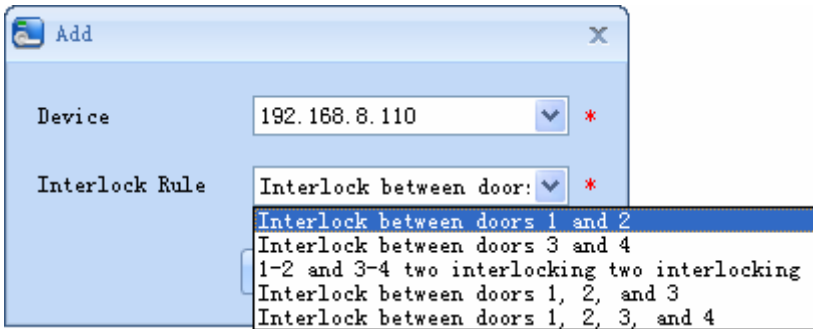 Add
Device 192.168.8.110 *
Interlock Rule Interlock between door: *
Interlock between doors 1 and 2
Interlock between doors 3 and 4
1-2 and 3-4 two interlocking two interlocking
Interlock between doors 1, 2, and 3
Interlock between doors 1, 2, 3, and 4